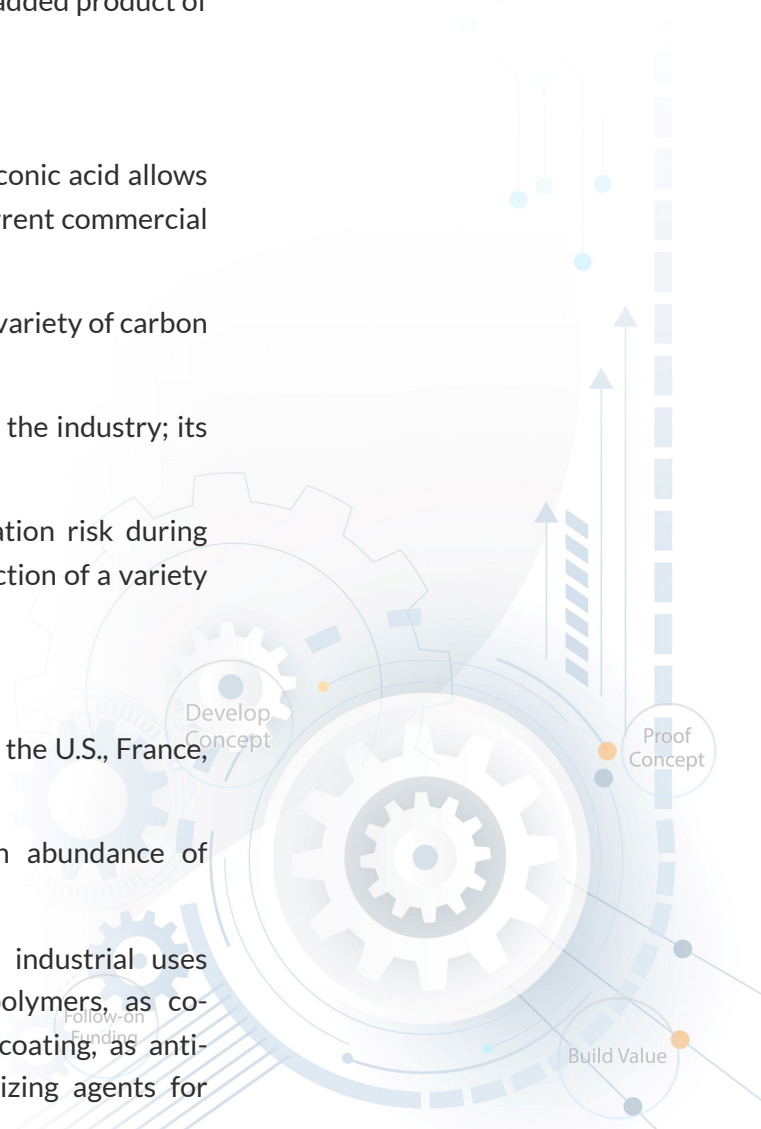 added product of
conic acid allows
rent commercial
variety of carbon
the industry; its
ation risk during
ction of a variety
Develop
Concept
the U.S., France,
Proof
Concept
n abundance of
industrial uses
polymers, as co-
Follow-on
Funding
coating, as anti-
Build Value
izing agents for